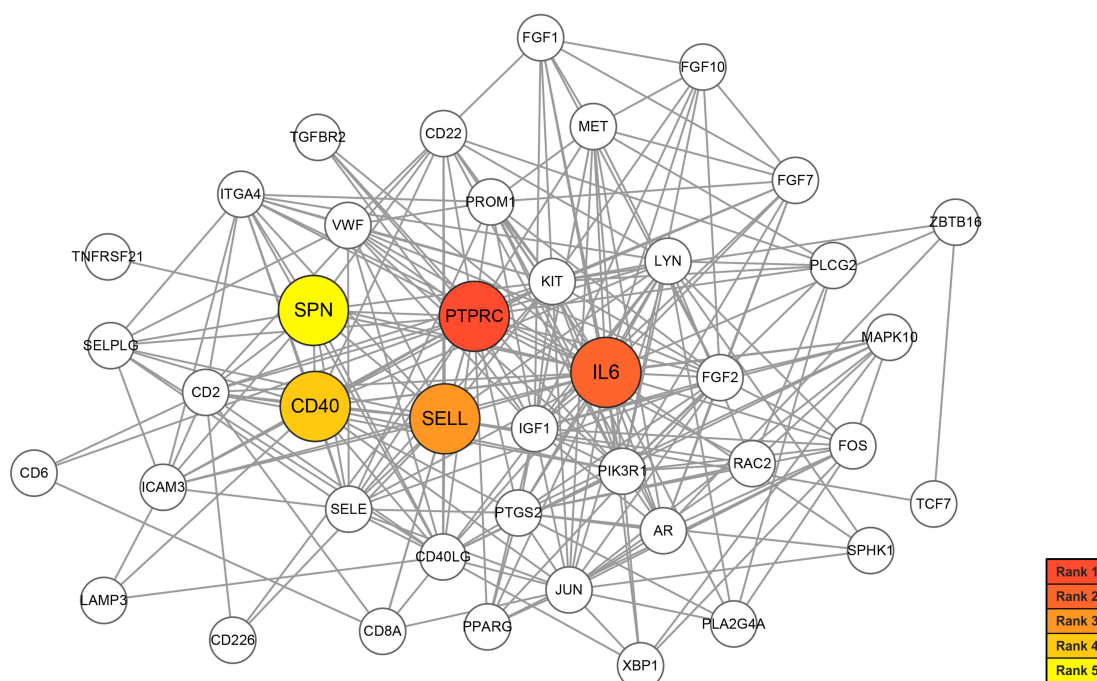 FGF1
FGF10
MET
CD22
TGFBR2
FGF7
ITGA4
PROM1
VWF
ZBTB16
TNFRSF21
LYN
PLCG2
KIT
SPN
PTPRC
MAPK10
SELPLG
IL6
FGF2
CD2
CD40
SELL
IGF1
FOS
CD6
ICAM3
PIK3R1
RAC2
TCF7
SELE
PTGS2
AR
SPHK1
CD40LG
JUN
LAMP3
CD226
CD8A
PPARG
PLA2G4A
XBP1
Rank 1
Rank 2
Rank 3
Rank 4
Rank 5